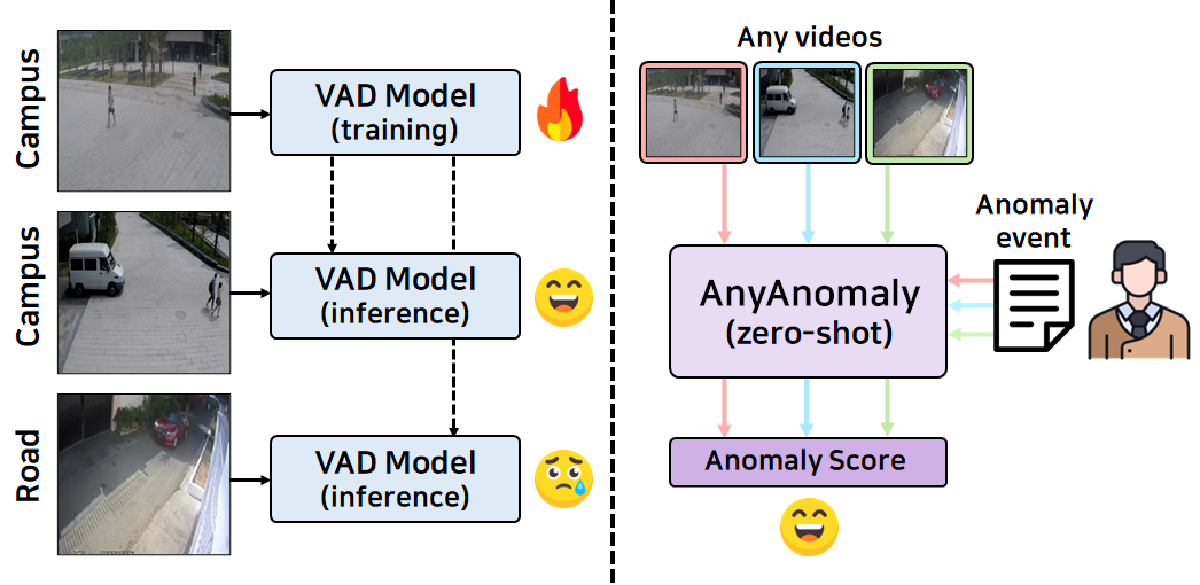 Campus
VAD Model
(training)
Campus
VAD Model
(inference)
Road
VAD Model
(inference)
Any videos
Anomaly
event
AnyAnomaly
(zero-shot)
Anomaly Score